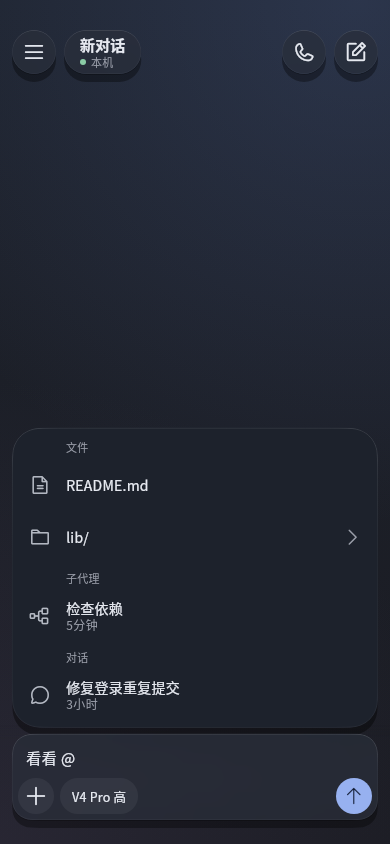 新对话
本机
文件
README.md
lib/
子代理
检查依赖
5分钟
对话
修复登录重复提交
3小时
看看 @
V4 Pro 高